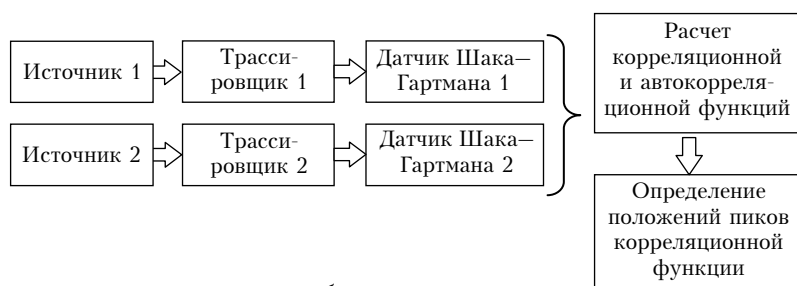 Источник 1
Трасси-
ровщик 1
Датчик Шака—
Гартмана 1
Источник 2
Трасси-
ровщик 2
Датчик Шака—
Гартмана 2
Расчет
корреляционной
и автокорреля-
ционной функций
Определение
положений пиков
корреляционной
функции